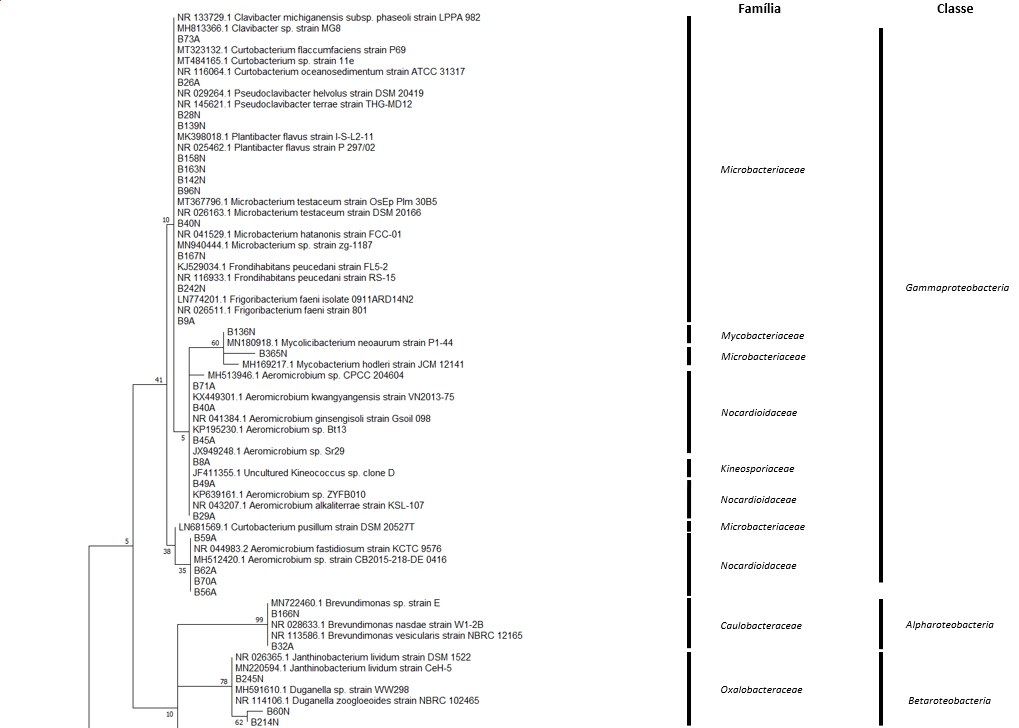 Família
Classe
NR 133729.1 Clavibacter michiganensis subsp. phaseoli strain LPPA 982
MH813366.1 Clavibacter sp. strain MG8
B73A
MT323132.1 Curtobacterium flaccumfaciens strain P69
MT484165.1 Curtobacterium sp. strain 11e
NR 116064.1 Curtobacterium oceanosedimentum strain ATCC 31317
B26A
NR 029264.1 Pseudoclavibacter helvolus strain DSM 20419
NR 145621.1 Pseudoclavibacter terrae strain THG-MD12
B28N
B139N
MK398018.1 Plantibacter flavus strain I-S-L2-11
NR 025462.1 Plantibacter flavus strain P 297/02
B158N
B163N
Microbacteriaceae
B142N
B96N
MT367796.1 Microbacterium testaceum strain OsEp Plm 30B5
NR 026163.1 Microbacterium testaceum strain DSM 20166
10
B40N
NR 041529.1 Microbacterium hatanonis strain FCC-01
MN940444.1 Microbacterium sp. strain zg-1187
B167N
KJ529034.1 Frondihabitans peucedani strain FL5-2
NR 116933.1 Frondihabitans peucedani strain RS-15
B242N
Gammaproteobacteria
LN774201.1 Frigoribacterium faeni isolate 0911ARD14N2
NR 026511.1 Frigoribacterium faeni strain 801
B9A
B136N
Mycobacteriaceae
60
MN180918.1 Mycolicibacterium neoaurum strain P1-44
B365N
Microbacteriaceae
MH169217.1 Mycobacterium hodleri strain JCM 12141
MH513946.1 Aeromicrobium sp. CPCC 204604
41
B71A
KX449301.1 Aeromicrobium kwangyangensis strain VN2013-75
B40A
Nocardioidaceae
NR 041384.1 Aeromicrobium ginsengisoli strain Gsoil 098
KP195230.1 Aeromicrobium sp. Bt13
5
B45A
JX949248.1 Aeromicrobium sp. Sr29
B8A
Kineosporiaceae
JF411355.1 Uncultured Kineococcus sp. clone D
B49A
KP639161.1 Aeromicrobium sp. ZYFB010
Nocardioidaceae
NR 043207.1 Aeromicrobium alkaliterrae strain KSL-107
B29A
LN681569.1 Curtobacterium pusillum strain DSM 20527T
Microbacteriaceae
B59A
5
NR 044983.2 Aeromicrobium fastidiosum strain KCTC 9576
38
MH512420.1 Aeromicrobium sp. strain CB2015-218-DE 0416
Nocardioidaceae
35
B62A
B70A
B56A
MN722460.1 Brevundimonas sp. strain E
B166N
99
NR 028633.1 Brevundimonas nasdae strain W1-2B
Caulobacteraceae
Alpharoteobacteria
NR 113586.1 Brevundimonas vesicularis strain NBRC 12165
B32A
NR 026365.1 Janthinobacterium lividum strain DSM 1522
MN220594.1 Janthinobacterium lividum strain CeH-5
78
B245N
MH591610.1 Duganella sp. strain WW298
Oxalobacteraceae
NR 114106.1 Duganella zoogloeoides strain NBRC 102465
Betaroteobacteria
10
B60N
62
B214N